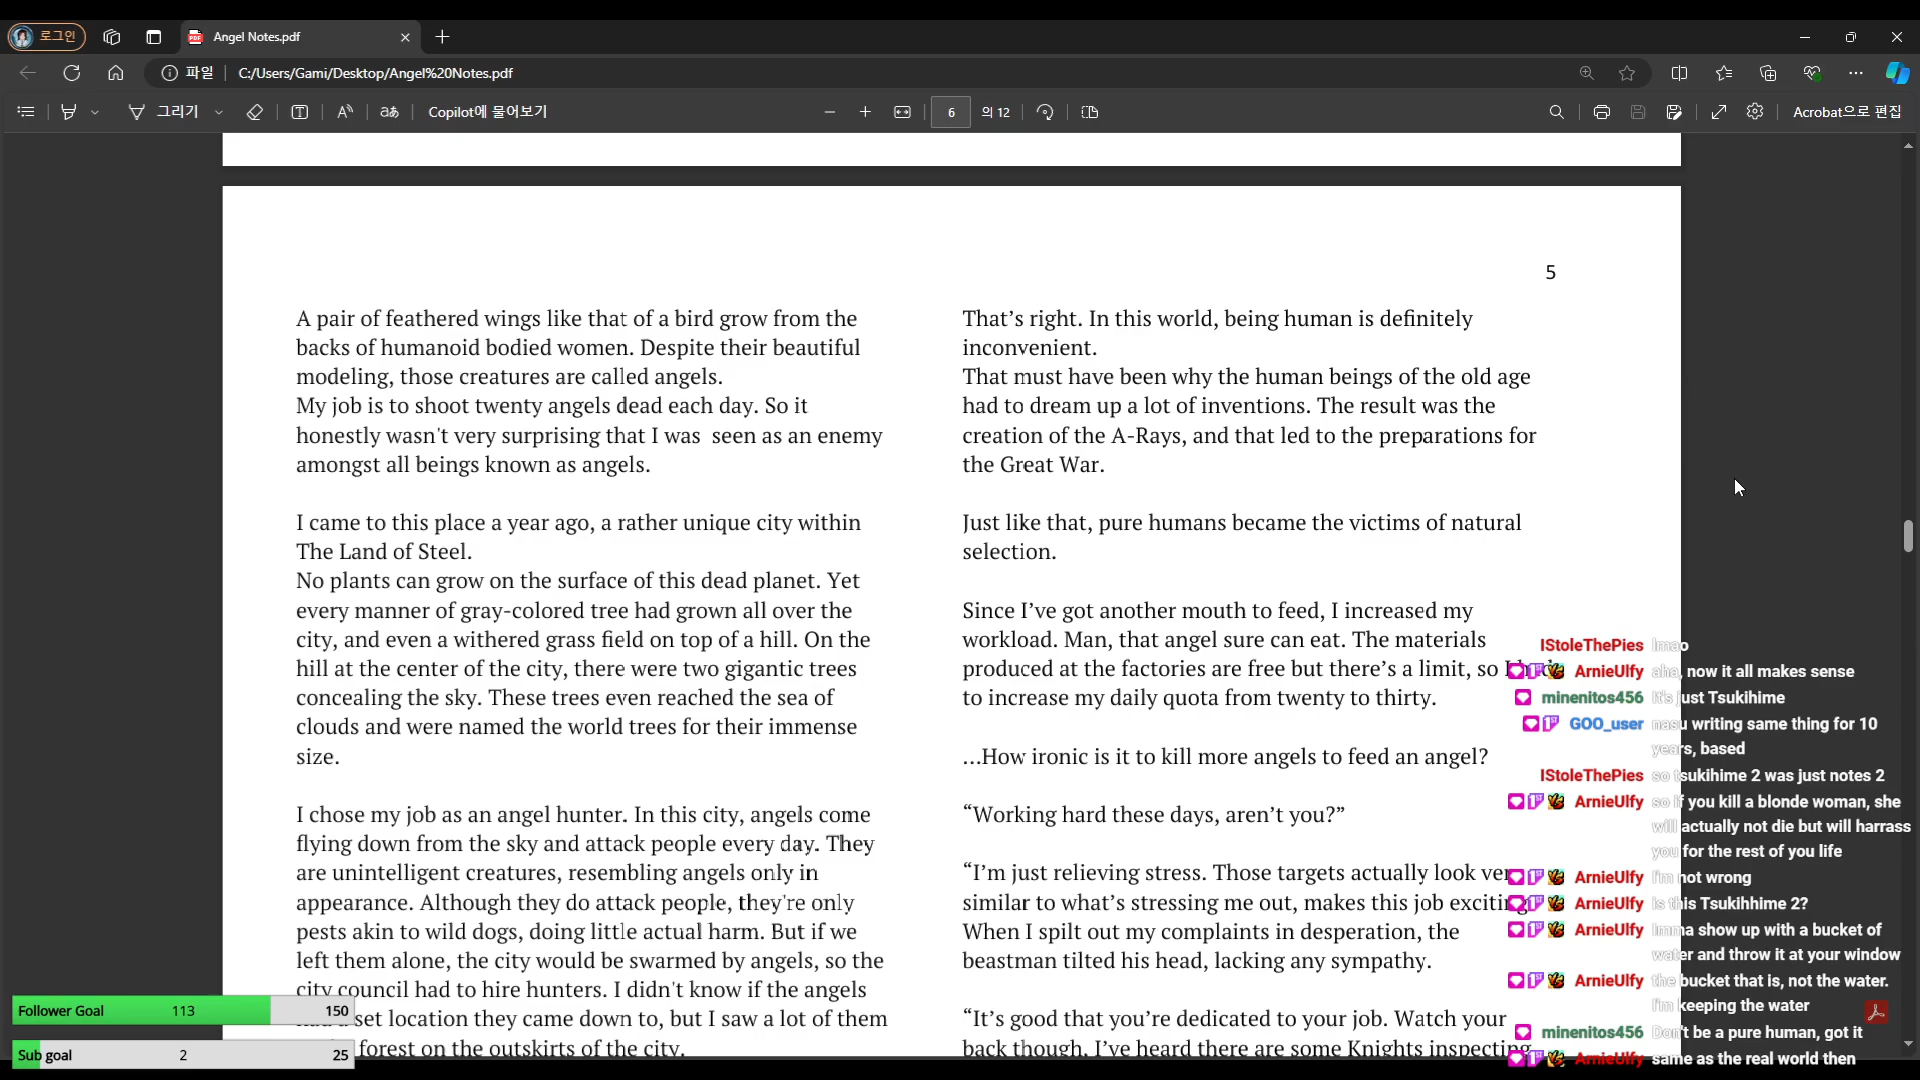 로그인
Angel Notes.pdf
파일
C:/Users/Gami/Desktop/Angel%20Notes.pdf
그리기
aあ
Copilot에 물어보기
6
의 12
Acrobat으로 편집
5
A pair of feathered wings like that of a bird grow from the
backs of humanoid bodied women. Despite their beautiful
modeling, those creatures are called angels.
My job is to shoot twenty angels dead each day. So it
honestly wasn't very surprising that I was  seen as an enemy
amongst all beings known as angels.
I came to this place a year ago, a rather unique city within
The Land of Steel.
No plants can grow on the surface of this dead planet. Yet
every manner of gray-colored tree had grown all over the
city, and even a withered grass field on top of a hill. On the
hill at the center of the city, there were two gigantic trees
concealing the sky. These trees even reached the sea of
clouds and were named the world trees for their immense
size.
I chose my job as an angel hunter. In this city, angels come
flying down from the sky and attack people every day. They
are unintelligent creatures, resembling angels only in
appearance. Although they do attack people, they're only
pests akin to wild dogs, doing little actual harm. But if we
left them alone, the city would be swarmed by angels, so the
city council had to hire hunters. I didn't know if the angels
set location they came down to, but I saw a lot of them
forest on the outskirts of the city.
That’s right. In this world, being human is definitely
inconvenient.
That must have been why the human beings of the old age
had to dream up a lot of inventions. The result was the
creation of the A-Rays, and that led to the preparations for
the Great War.
Just like that, pure humans became the victims of natural
selection.
Since I’ve got another mouth to feed, I increased my
workload. Man, that angel sure can eat. The materials
produced at the factories are free but there’s a limit, so I
to increase my daily quota from twenty to thirty.
…How ironic is it to kill more angels to feed an angel?
“Working hard these days, aren’t you?”
“I’m just relieving stress. Those targets actually look
similar to what’s stressing me out, makes this job
When I spilt out my complaints in desperation, the
beastman tilted his head, lacking any sympathy.
“It’s good that you’re dedicated to your job. Watch your
back though, I’ve heard there are some Knights inspecting
IStoleThePies lmao
ArnieUlfy aha, now it all makes sense
minenitos456 It's just Tsukihime
GOO_user nasu writing same thing for 10
years, based
IStoleThePies so tsukihime 2 was just notes 2
ArnieUlfy so if you kill a blonde woman, she
will actually not die but will harrass
you for the rest of you life
ArnieUlfy I'm not wrong
ArnieUlfy Is this Tsukihhime 2?
ArnieUlfy Imma show up with a bucket of
water and throw it at your window
ArnieUlfy the bucket that is, not the water.
I'm keeping the water
minenitos456 Don't be a pure human, got it
ArnieUlfy same as the real world then
Follower Goal 113 150
Sub goal 2 25